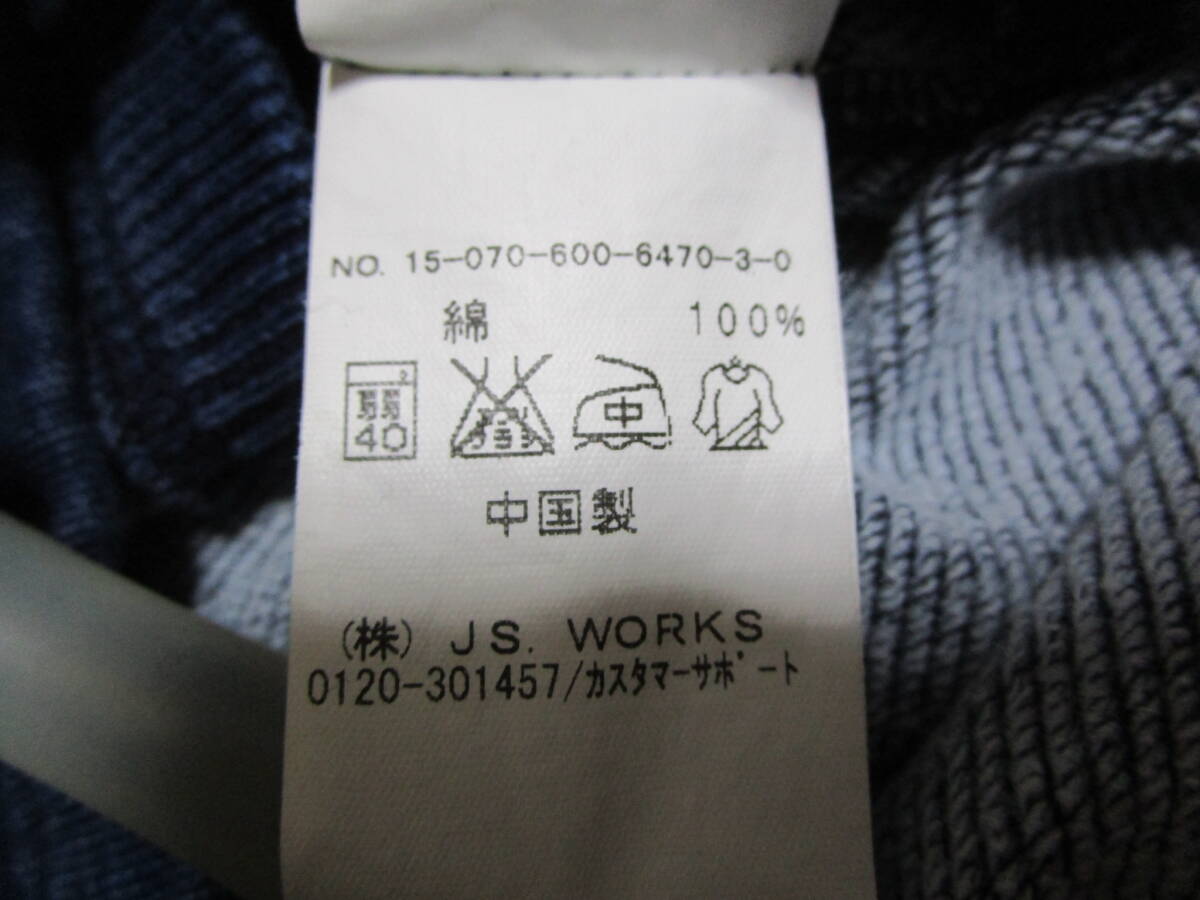 NO. 15-070-600-6470-3-0
綿 100%
弱
40
中
中国製
(株) JS. WORKS
0120-301457/カスタマーサポート